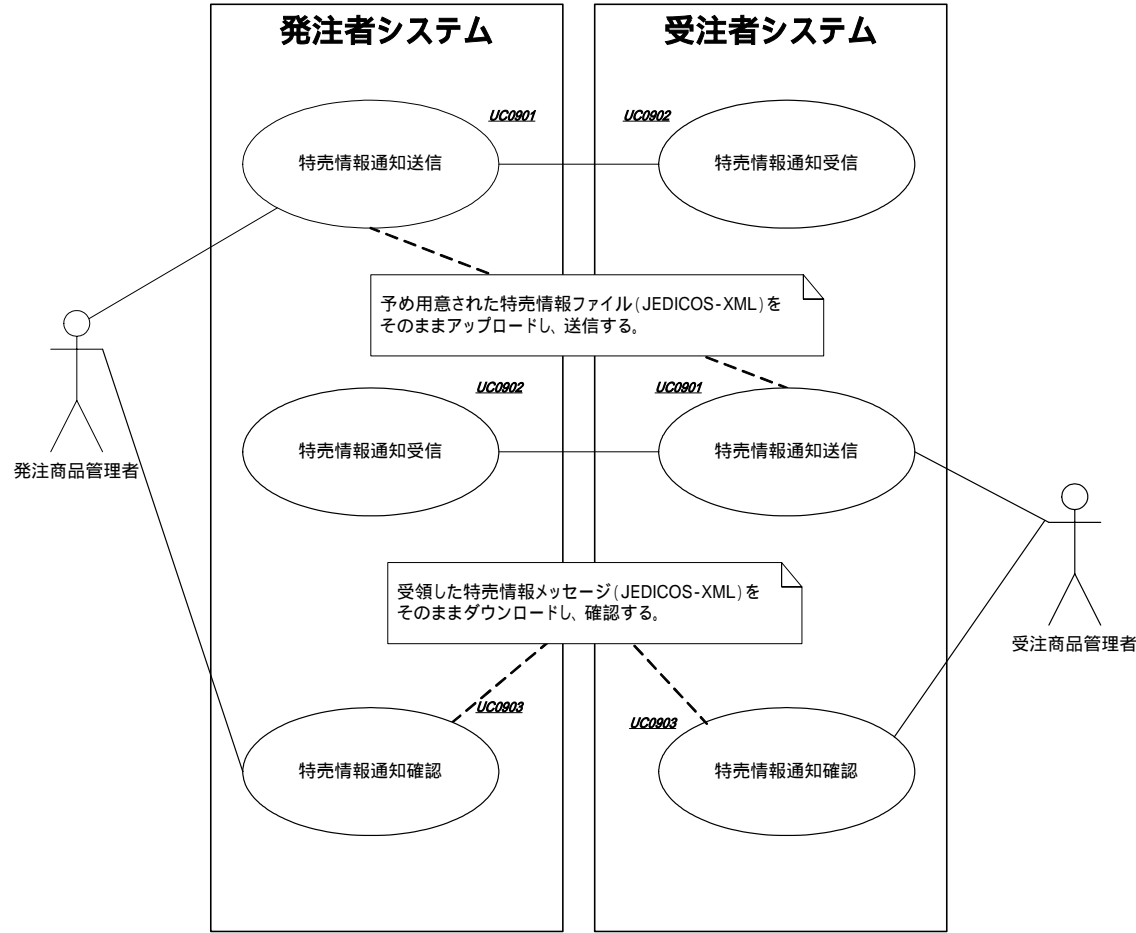 発注者システム
受注者システム
UC0901
UC0902
特売情報通知送信
特売情報通知受信
予め用意された特売情報ファイル(JEDICOS-XML)を
そのままアップロードし、送信する。
UC0902
UC0901
特売情報通知受信
特売情報通知送信
発注商品管理者
受領した特売情報メッセージ(JEDICOS-XML)を
そのままダウンロードし、確認する。
受注商品管理者
UC0903
UC0903
特売情報通知確認
特売情報通知確認